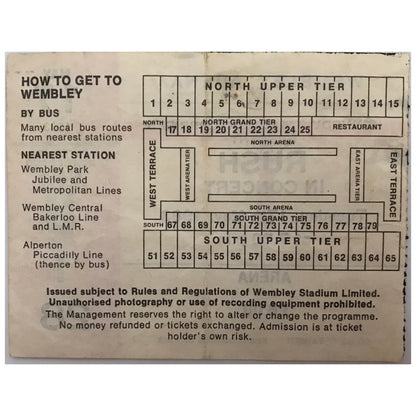 HOW TO GET TO
WEMBLEY
BY BUS
Many local bus routes
from nearest stations
NEAREST STATION
Wembley Park
Jubilee and
Metropolitan Lines
Wembley Central
Bakerloo Line
and L.M.R.
Alperton
Piccadilly Line
(thence by bus)
NORTH UPPER TIER
1 2 3 4 5 6 7 8 9 10 11 12 13 14 15
NORTH NORTH GRAND TIER
17 18 19 20 21 22 23 24 25 RESTAURANT
NORTH ARENA
WEST TERRACE
WEST ARENA TIER
RUSH
IN CONCERT
EAST ARENA TIER
EAST TERRACE
SOUTH ARENA
SOUTH GRAND TIER
SOUTH 67 68 69 70 71 72 73 74 75 76 77 78 79
SOUTH UPPER TIER
51 52 53 54 55 56 57 58 59 60 61 62 63 64 65
ARENA
Issued subject to Rules and Regulations of Wembley Stadium Limited.
Unauthorised photography or use of recording equipment prohibited.
The Management reserves the right to alter or change the programme.
No money refunded or tickets exchanged. Admission is at ticket
holder's own risk.